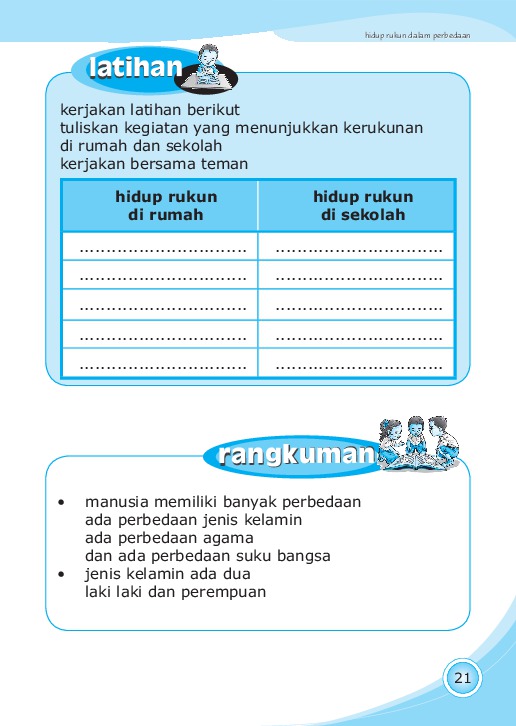 hidup rukun dalam perbedaan
latihan
kerjakan latihan berikut
tuliskan kegiatan yang menunjukkan kerukunan
di rumah dan sekolah
kerjakan bersama teman
hidup rukun
di rumah
hidup rukun
di sekolah
.............................. ..............................
.............................. ..............................
.............................. ..............................
.............................. ..............................
.............................. ..............................
rangkuman
• manusia memiliki banyak perbedaan
ada perbedaan jenis kelamin
ada perbedaan agama
dan ada perbedaan suku bangsa
• jenis kelamin ada dua
laki laki dan perempuan
21